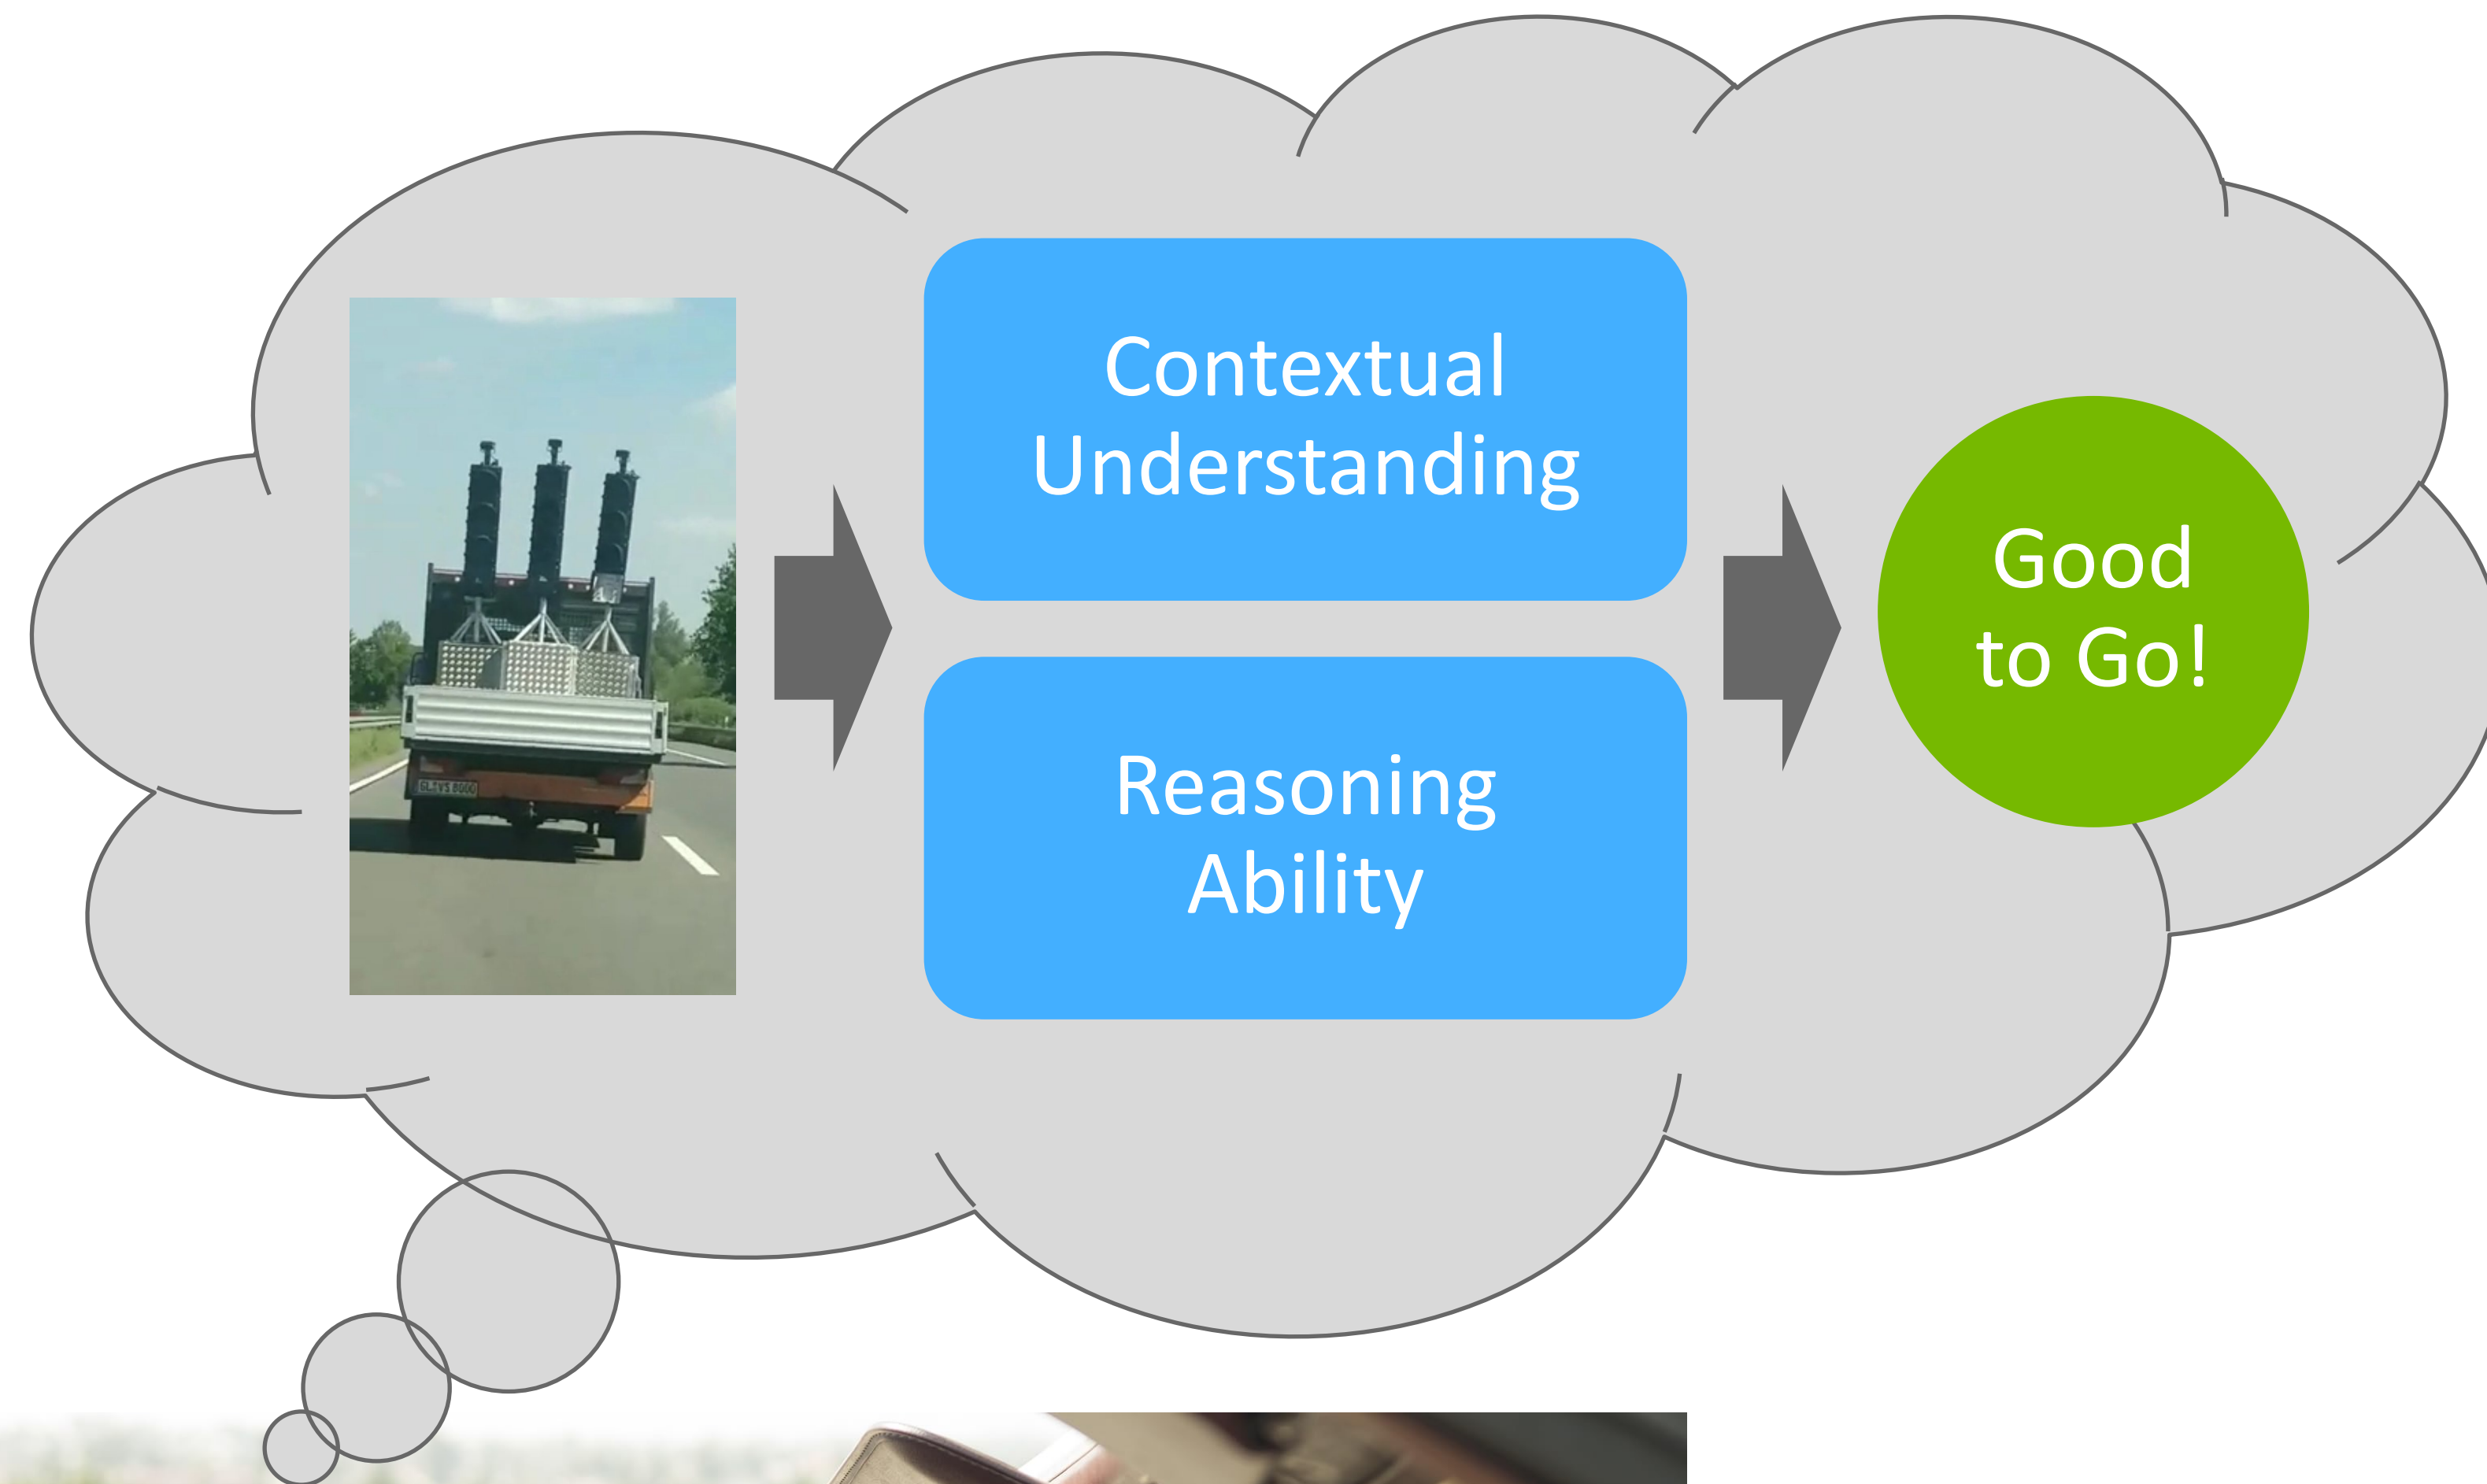 Contextual
Understanding
Reasoning
Ability
Good
to Go!